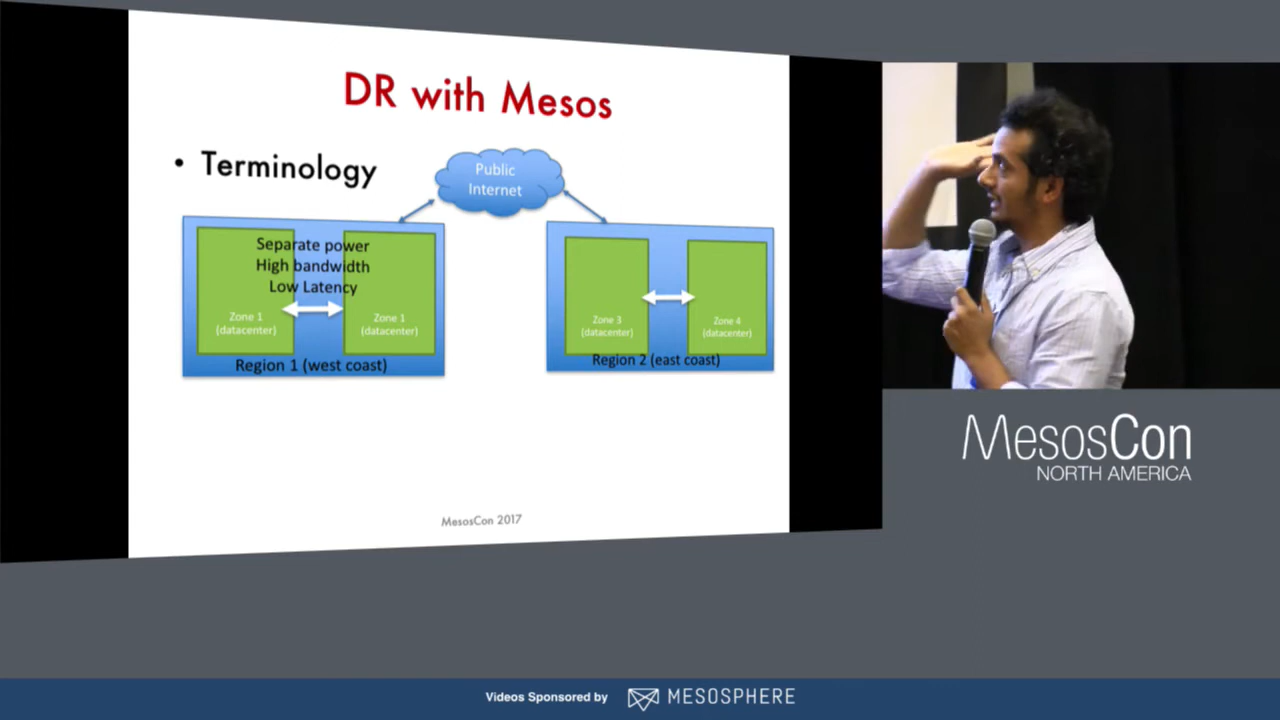 DR with Mesos
• Terminology
Public
Internet
Separate power
High bandwidth
Low Latency
Zone 1
(datacenter)
Zone 1
(datacenter)
Region 1 (west coast)
Zone 3
(datacenter)
Zone 4
(datacenter)
Region 2 (east coast)
MesosCon 2017
MesosCon
NORTH AMERICA
Videos Sponsored by
MESOSPHERE